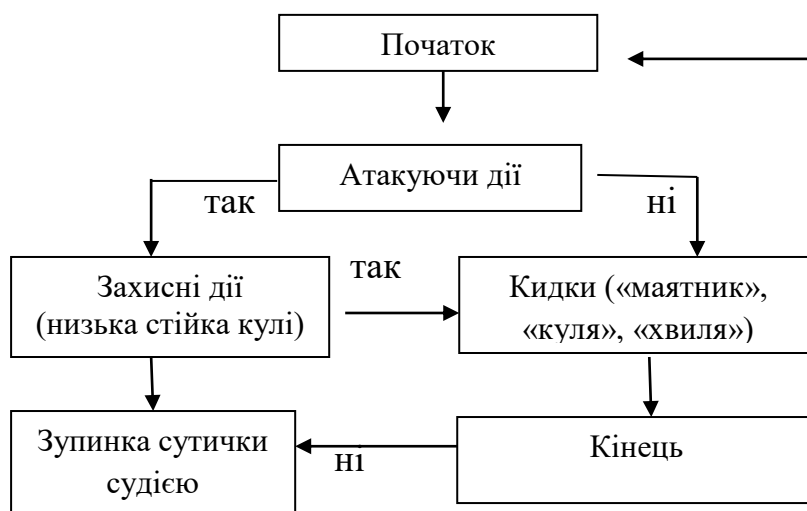 Початок
Атакуючи дії
так
ні
Захисні дії
(низька стійка кулі)
так
Кидки («маятник»,
«куля», «хвиля»)
Зупинка сутички
судією
ні
Кінець